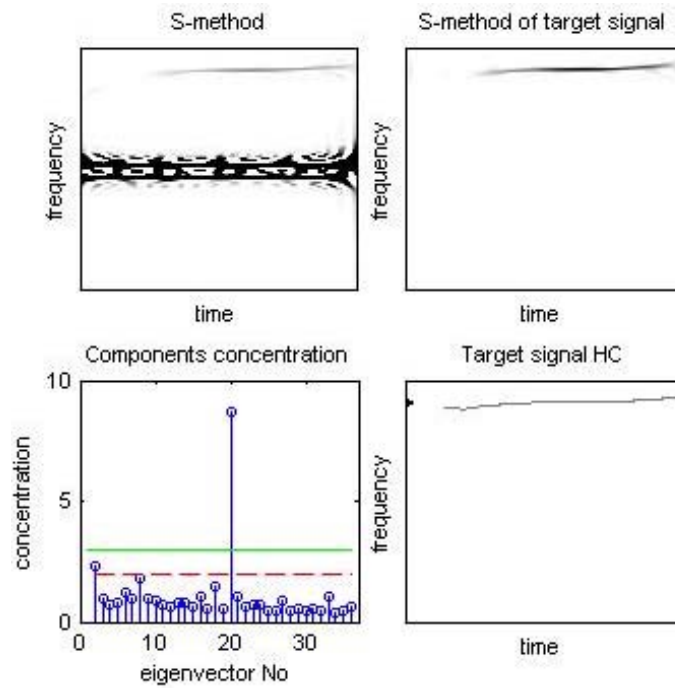 S-method
frequency
time
S-method of target signal
frequency
time
Components concentration
concentration
10
5
0
0
10
20
30
eigenvector No
Target signal HC
frequency
time